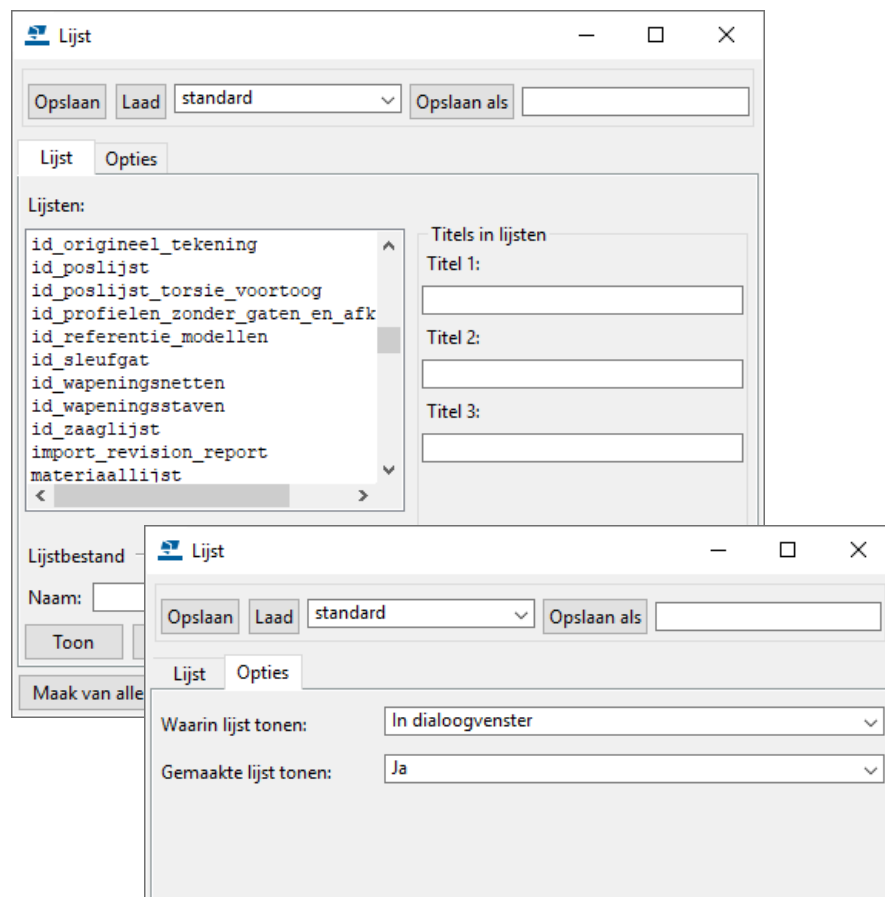 Lijst
Opslaan Laad standard Opslaan als
Lijst Opties
Lijsten:
id_origineel_tekening
id_poslijst
id_poslijst_torsie_voortoog
id_profielen_zonder_gaten_en_afk
id_referentie_modellen
id_sleufgat
id_wapeningsnetten
id_wapeningsstaven
id_zaaglijst
import_revision_report
materiaallijst
Titels in lijsten
Titel 1:
Titel 2:
Titel 3:
Lijstbestand
Naam:
Toon
Maak van alle
Lijst
Opslaan Laad standard Opslaan als
Lijst Opties
Waarin lijst tonen: In dialoogvenster
Gemaakte lijst tonen: Ja